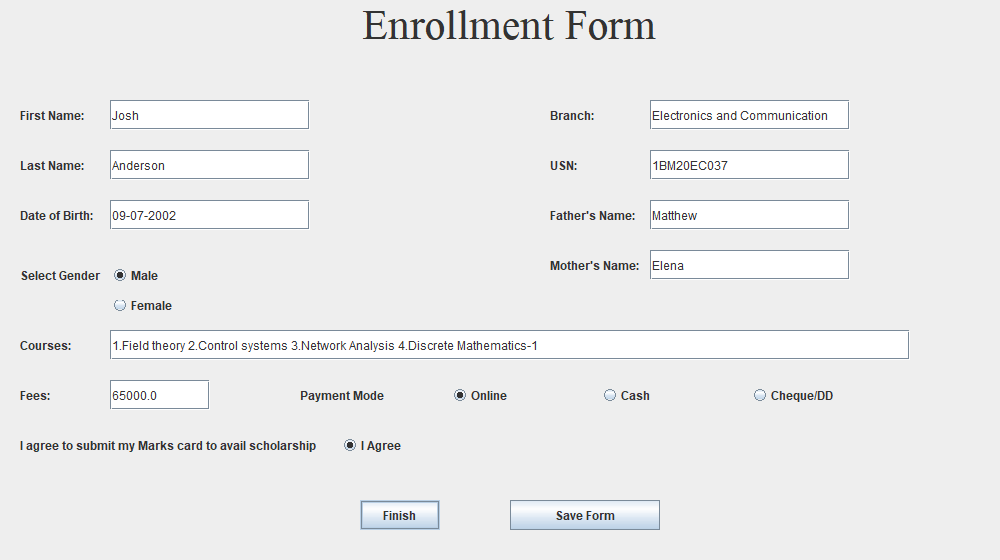 Enrollment Form
First Name: Josh Branch: Electronics and Communication
Last Name: Anderson USN: 1BM20EC037
Date of Birth: 09-07-2002 Father's Name: Matthew
Mother's Name: Elena
Select Gender Male
Female
Courses: 1.Field theory 2.Control systems 3.Network Analysis 4.Discrete Mathematics-1
Fees: 65000.0 Payment Mode Online Cash Cheque/DD
I agree to submit my Marks card to avail scholarship I Agree
Finish Save Form